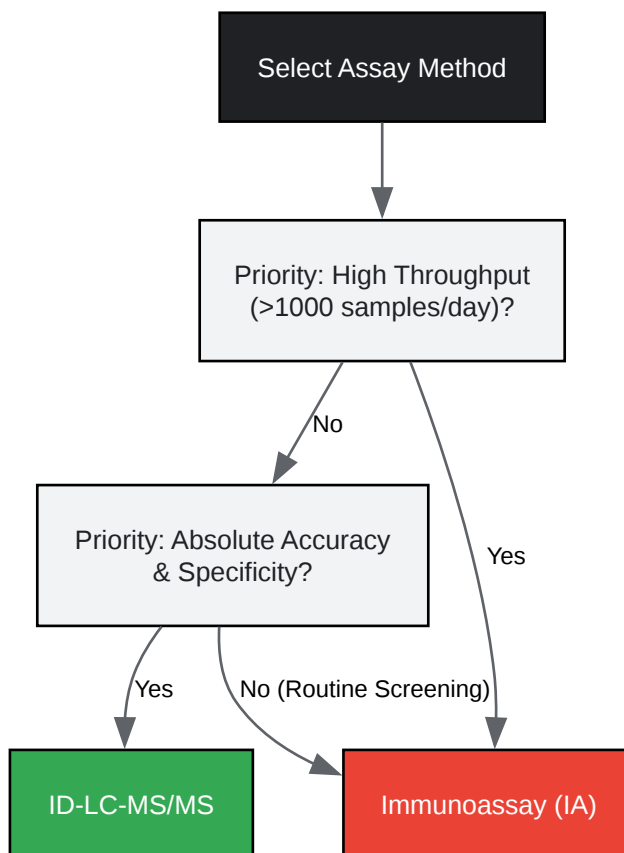 Select Assay Method
Priority: High Throughput
(>1000 samples/day)?
No
Priority: Absolute Accuracy
& Specificity?
Yes
Yes
No (Routine Screening)
ID-LC-MS/MS
Immunoassay (IA)